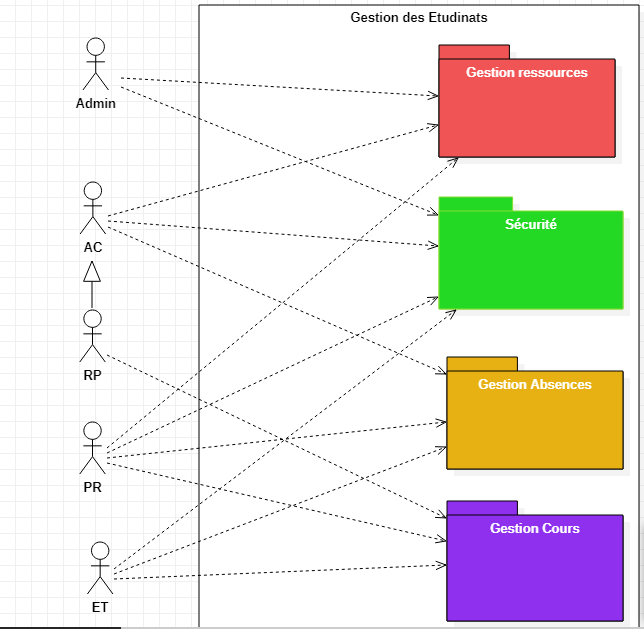 Gestion des Etudinats
Gestion ressources
Admin
AC
Sécurité
RP
Gestion Absences
PR
Gestion Cours
ET